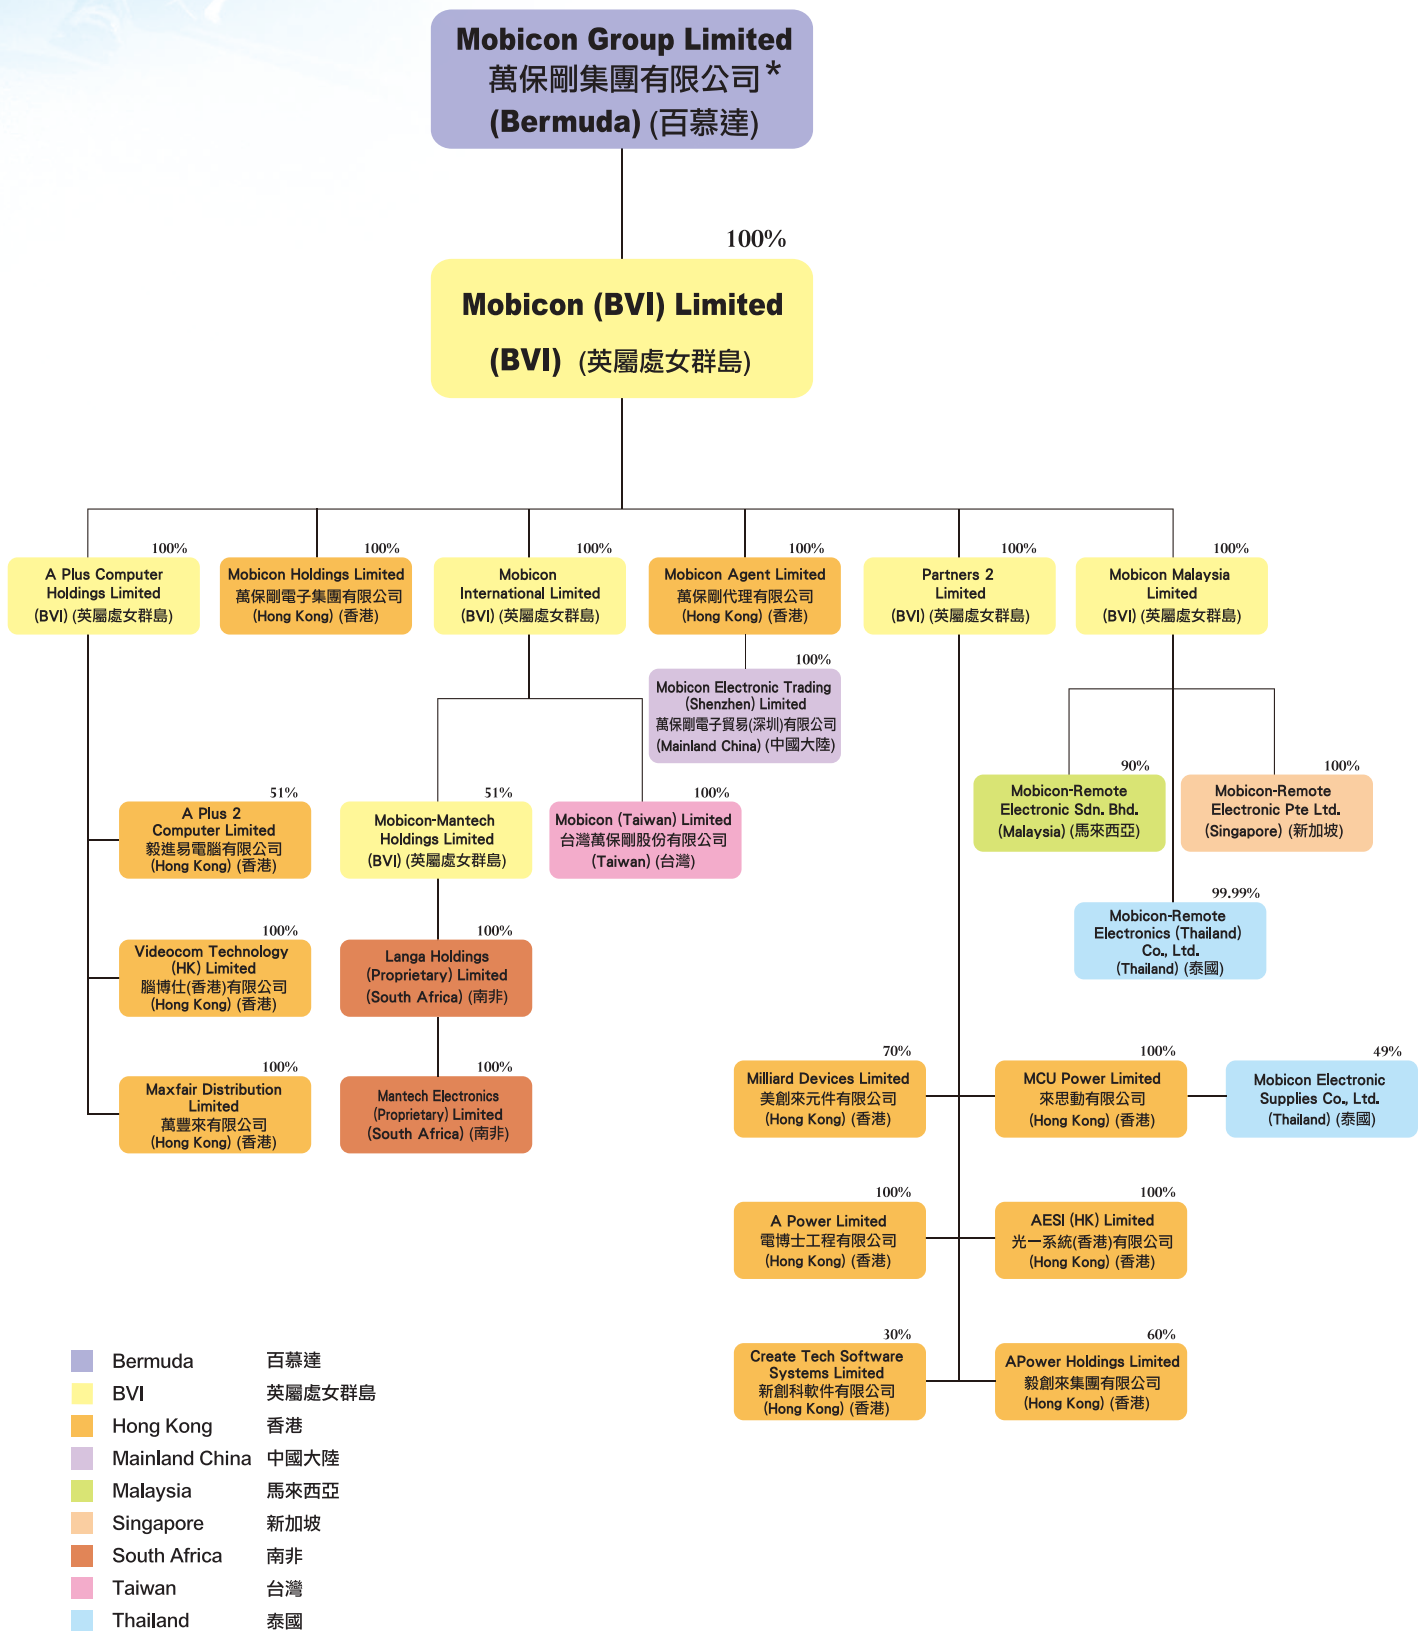 Mobicon Group Limited
萬保剛集團有限公司*
(Bermuda) (百慕達)
100%
Mobicon (BVI) Limited
(BVI) (英屬處女群島)
100%
A Plus Computer
Holdings Limited
(BVI) (英屬處女群島)
100%
Mobicon Holdings Limited
萬保剛電子集團有限公司
(Hong Kong) (香港)
100%
Mobicon
International Limited
(BVI) (英屬處女群島)
100%
Mobicon Agent Limited
萬保剛代理有限公司
(Hong Kong) (香港)
100%
Partners 2
Limited
(BVI) (英屬處女群島)
100%
Mobicon Malaysia
Limited
(BVI) (英屬處女群島)
100%
Mobicon Electronic Trading
(Shenzhen) Limited
萬保剛電子貿易(深圳)有限公司
(Mainland China) (中國大陸)
51%
A Plus 2
Computer Limited
毅進易電腦有限公司
(Hong Kong) (香港)
51%
Mobicon-Mantech
Holdings Limited
(BVI) (英屬處女群島)
100%
Mobicon (Taiwan) Limited
台灣萬保剛股份有限公司
(Taiwan) (台灣)
90%
Mobicon-Remote
Electronic Sdn. Bhd.
(Malaysia) (馬來西亞)
100%
Mobicon-Remote
Electronic Pte Ltd.
(Singapore) (新加坡)
99.99%
Mobicon-Remote
Electronics (Thailand)
Co., Ltd.
(Thailand) (泰國)
100%
Videocom Technology
(HK) Limited
腦博仕(香港)有限公司
(Hong Kong) (香港)
100%
Langa Holdings
(Proprietary) Limited
(South Africa) (南非)
100%
Maxfair Distribution
Limited
萬豐來有限公司
(Hong Kong) (香港)
100%
Mantech Electronics
(Proprietary) Limited
(South Africa) (南非)
70%
Milliard Devices Limited
美創來元件有限公司
(Hong Kong) (香港)
100%
MCU Power Limited
來思動有限公司
(Hong Kong) (香港)
49%
Mobicon Electronic
Supplies Co., Ltd.
(Thailand) (泰國)
100%
A Power Limited
電博士工程有限公司
(Hong Kong) (香港)
100%
AESI (HK) Limited
光一系統(香港)有限公司
(Hong Kong) (香港)
30%
Create Tech Software
Systems Limited
新創科軟件有限公司
(Hong Kong) (香港)
60%
APower Holdings Limited
毅創來集團有限公司
(Hong Kong) (香港)
Bermuda 百慕達
BVI 英屬處女群島
Hong Kong 香港
Mainland China 中國大陸
Malaysia 馬來西亞
Singapore 新加坡
South Africa 南非
Taiwan 台灣
Thailand 泰國